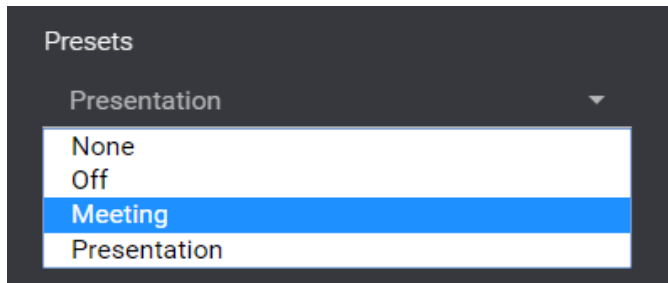 Presets
Presentation
None
Off
Meeting
Presentation